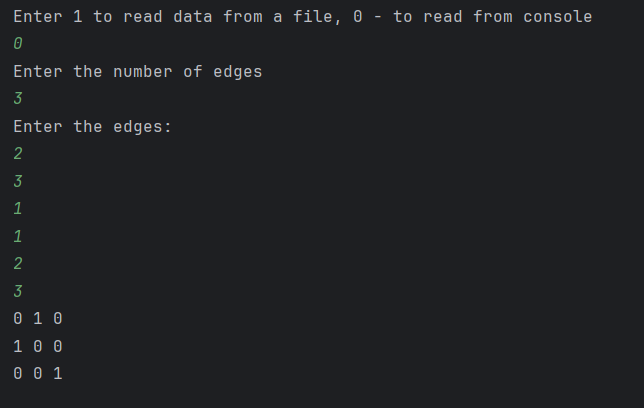 Enter 1 to read data from a file, 0 - to read from console
0
Enter the number of edges
3
Enter the edges:
2
3
1
1
2
3
0 1 0
1 0 0
0 0 1